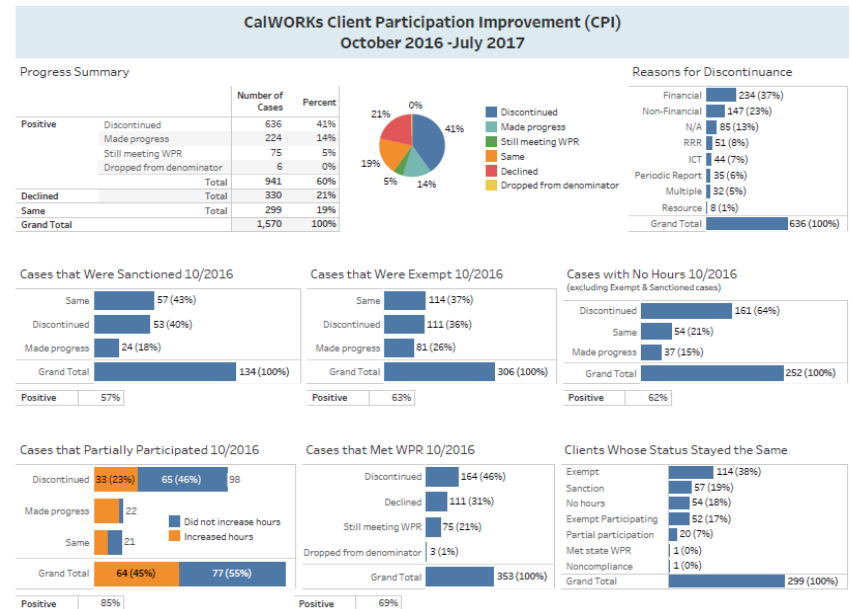 CalWORKs Client Participation Improvement (CPI)
October 2016 -July 2017
Progress Summary
Number of Cases Percent
Positive Discontinued 636 41%
Made progress 224 14%
Still meeting WPR 75 5%
Dropped from denominator 6 0%
Total 941 60%
Declined Total 330 21%
Same Total 299 19%
Grand Total 1,570 100%
0%
21%
41%
19%
5%
14%
Discontinued
Made progress
Still meeting WPR
Same
Declined
Dropped from denominator
Reasons for Discontinuance
Financial 234 (37%)
Non-Financial 147 (23%)
N/A 85 (13%)
RRR 51 (8%)
ICT 44 (7%)
Periodic Report 35 (6%)
Multiple 32 (5%)
Resource 8 (1%)
Grand Total 636 (100%)
Cases that Were Sanctioned 10/2016
Same 57 (43%)
Discontinued 53 (40%)
Made progress 24 (18%)
Grand Total 134 (100%)
Positive 57%
Cases that Were Exempt 10/2016
Same 114 (37%)
Discontinued 111 (36%)
Made progress 81 (26%)
Grand Total 306 (100%)
Positive 63%
Cases with No Hours 10/2016
(excluding Exempt & Sanctioned cases)
Discontinued 161 (64%)
Same 54 (21%)
Made progress 37 (15%)
Grand Total 252 (100%)
Positive 62%
Cases that Partially Participated 10/2016
Discontinued 33 (23%) 65 (46%) 98
Made progress 22
Did not increase hours
Increased hours
Same 21
Grand Total 64 (45%) 77 (55%)
Positive 85%
Cases that Met WPR 10/2016
Discontinued 164 (46%)
Declined 111 (31%)
Still meeting WPR 75 (21%)
Dropped from denominator 3 (1%)
Grand Total 353 (100%)
Positive 69%
Clients Whose Status Stayed the Same
Exempt 114 (38%)
Sanction 57 (19%)
No hours 54 (18%)
Exempt Participating 52 (17%)
Partial participation 20 (7%)
Met state WPR 1 (0%)
Noncompliance 1 (0%)
Grand Total 299 (100%)